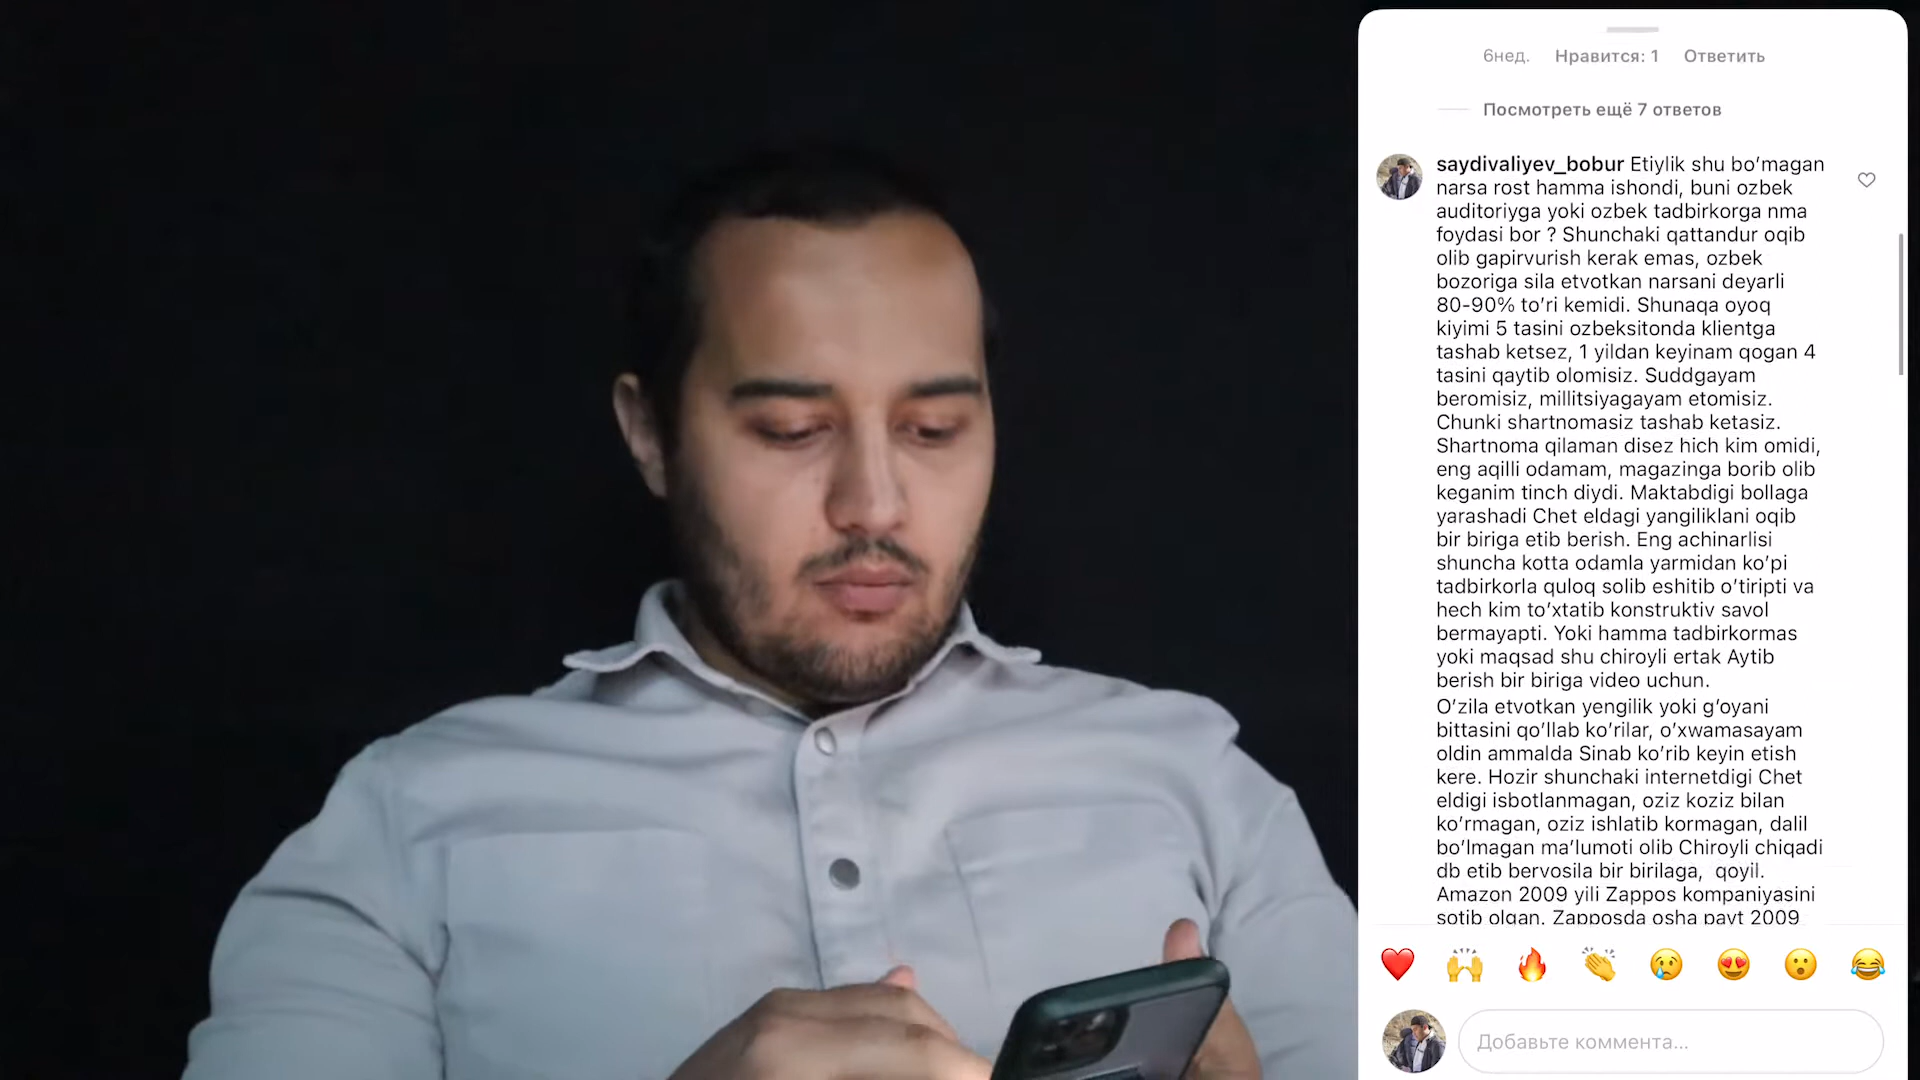 6нед. Нравится: 1 Ответить
Посмотреть ещё 7 ответов
saydivaliyev_bobur Etiylik shu bo’magan
narsa rost hamma ishondi, buni ozbek
auditoriyga yoki ozbek tadbirkorga nma
foydasi bor ? Shunchaki qattandur oqib
olib gapirvurish kerak emas, ozbek
bozoriga sila etvotkan narsani deyarli
80-90% to’ri kemidi. Shunaqa oyoq
kiyimi 5 tasini ozbeksitonda klientga
tashab ketsez, 1 yildan keyinam qogan 4
tasini qaytib olomisiz. Suddgayam
beromisiz, millitsiyagayam etomisiz.
Chunki shartnomasiz tashab ketasiz.
Shartnoma qilaman disez hich kim omidi,
eng aqilli odamam, magazinga borib olib
keganim tinch diydi. Maktabdigi bollaga
yarashadi Chet eldagi yangiliklani oqib
bir biriga etib berish. Eng achinarlisi
shuncha kotta odamla yarmidan ko’pi
tadbirkorla quloq solib eshitib o’tiripti va
hech kim to’xtatib konstruktiv savol
bermayapti. Yoki hamma tadbirkormas
yoki maqsad shu chiroyli ertak Aytib
berish bir biriga video uchun.
O’zila etvotkan yengilik yoki g’oyani
bittasini qo’llab ko’rilar, o’xwamasayam
oldin ammalda Sinab ko’rib keyin etish
kere. Hozir shunchaki internetdigi Chet
eldigi isbotlanmagan, oziz koziz bilan
ko’rmagan, oziz ishlatib kormagan, dalil
bo’lmagan ma’lumoti olib Chiroyli chiqadi
db etib bervosila bir birilaga, qoyil.
Amazon 2009 yili Zappos kompaniyasini
sotib olgan. Zapposda osha payt 2009
Добавьте коммента...